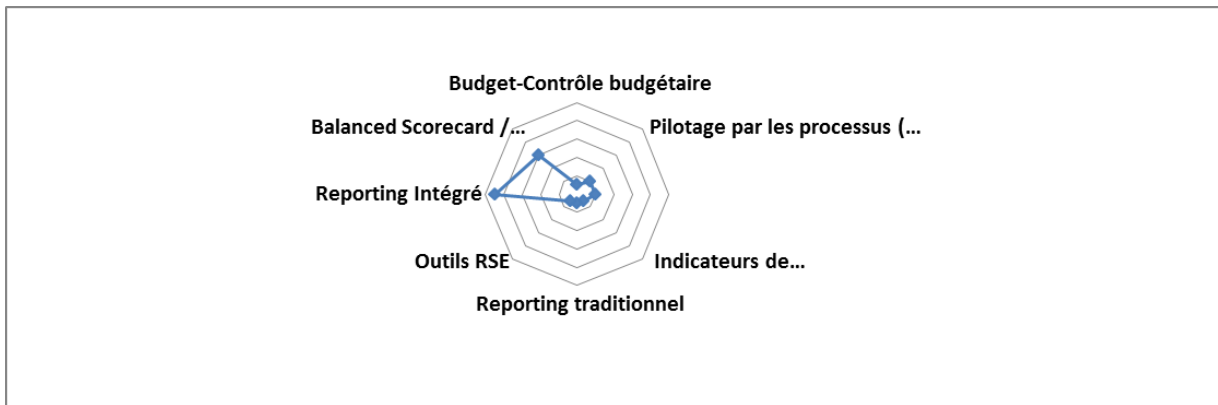 Budget-Contrôle budgétaire
Balanced Scorecard /...
Pilotage par les processus (...
Reporting Intégré
Outils RSE
Indicateurs de...
Reporting traditionnel